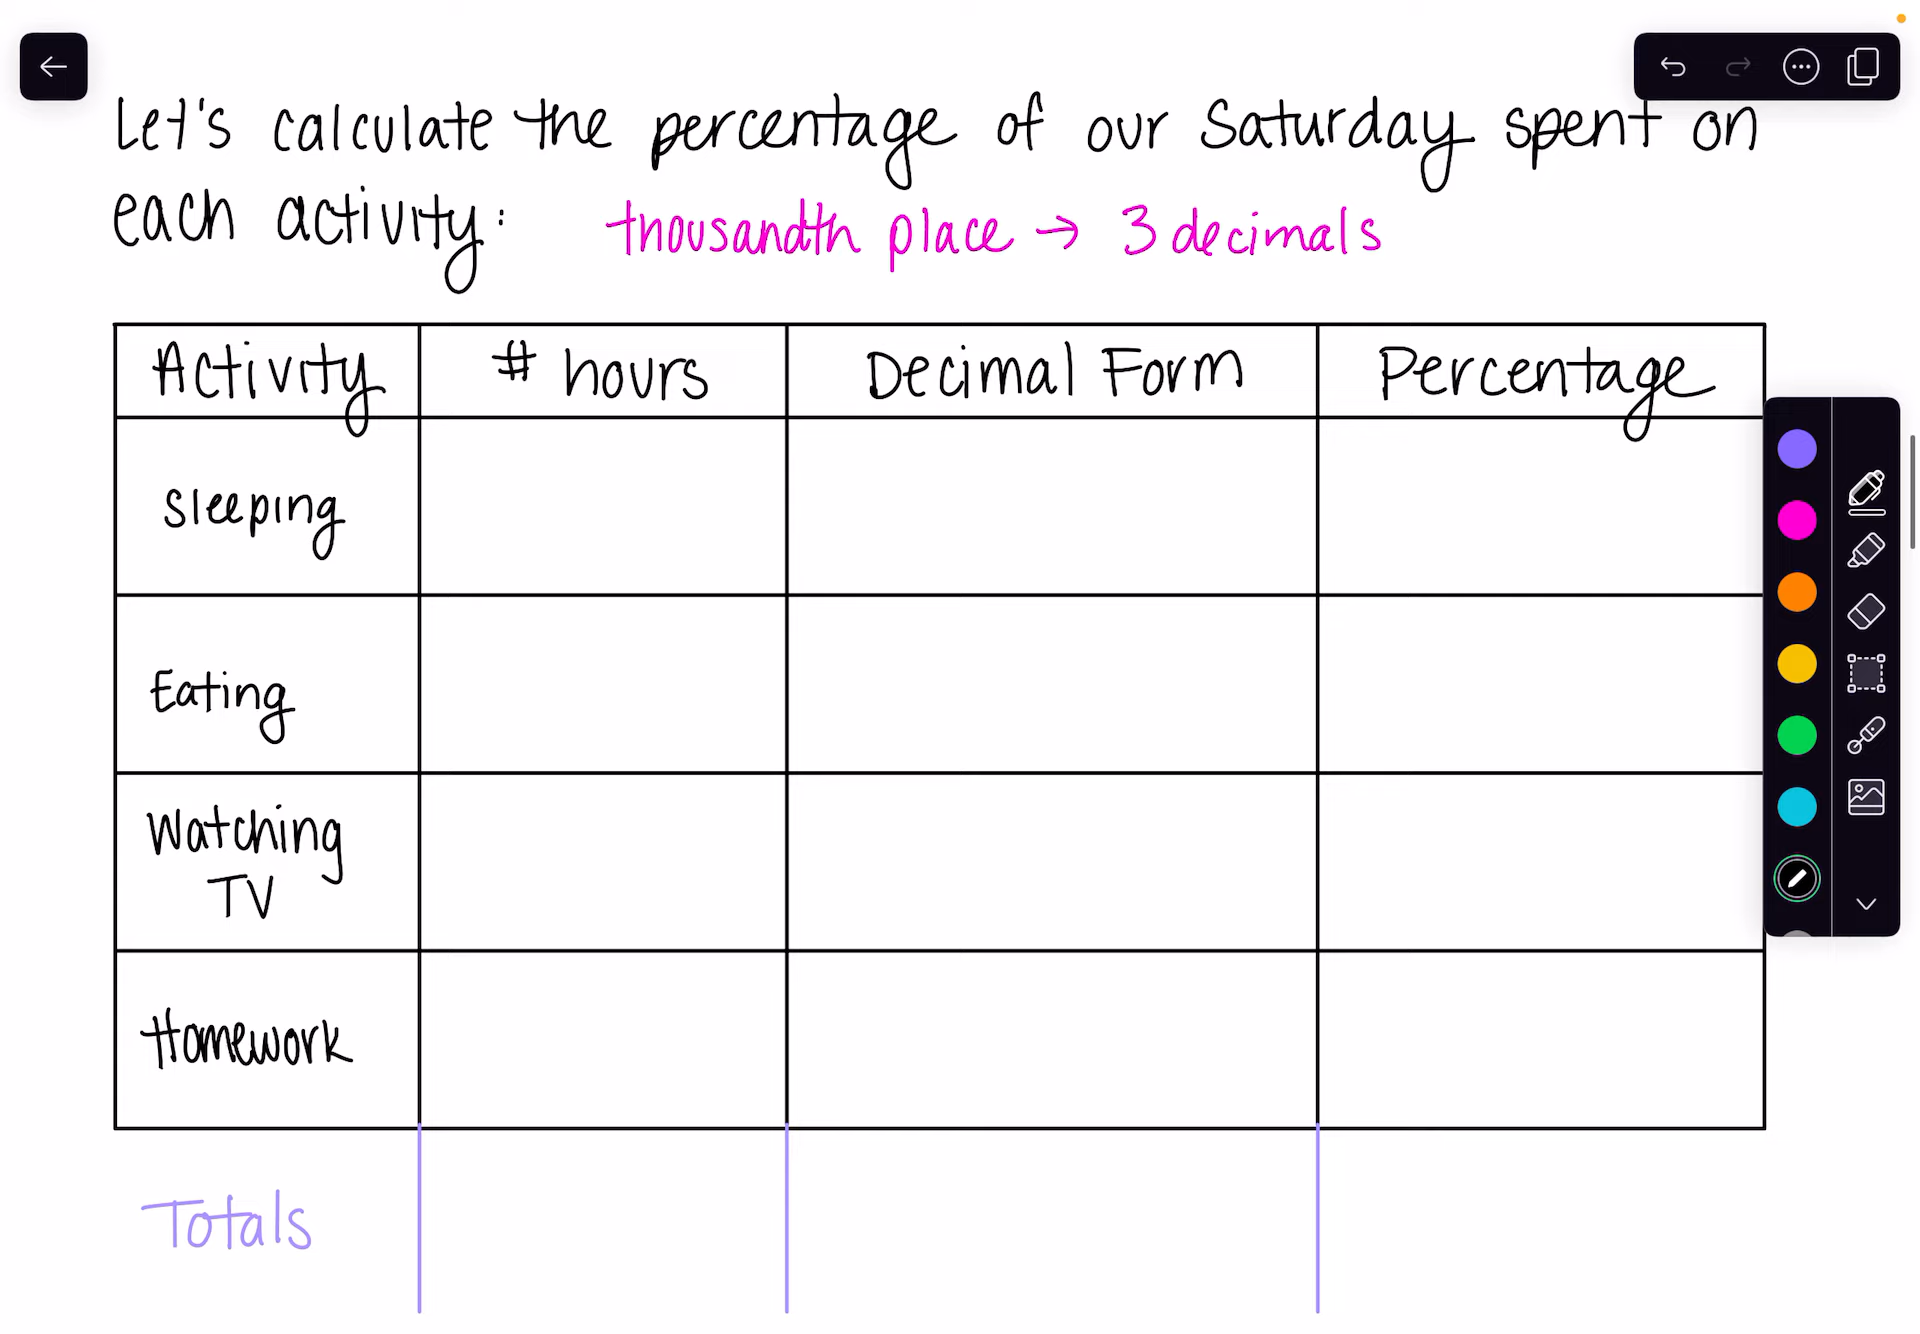 Let's calculate the percentage of our Saturday spent on
each activity:
thousandth place → 3 decimals
Activity # hours Decimal Form Percentage
Sleeping
Eating
Watching
TV
Homework
Totals